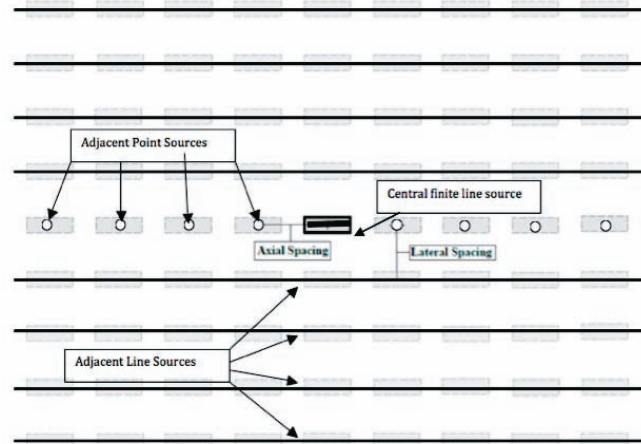 Adjacent Point Sources
Central finite line source
Axial Spacing
Lateral Spacing
Adjacent Line Sources